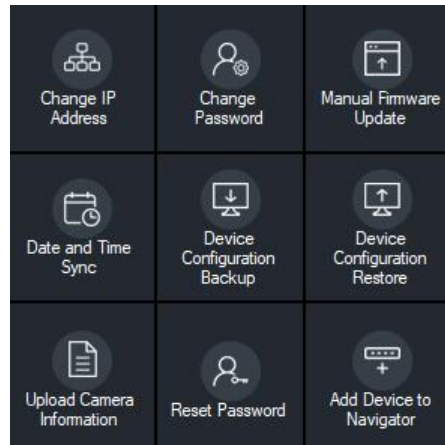 Change IP
Address
Change
Password
Manual Firmware
Update
Date and Time
Sync
Device
Configuration
Backup
Device
Configuration
Restore
Upload Camera
Information
Reset Password
Add Device to
Navigator